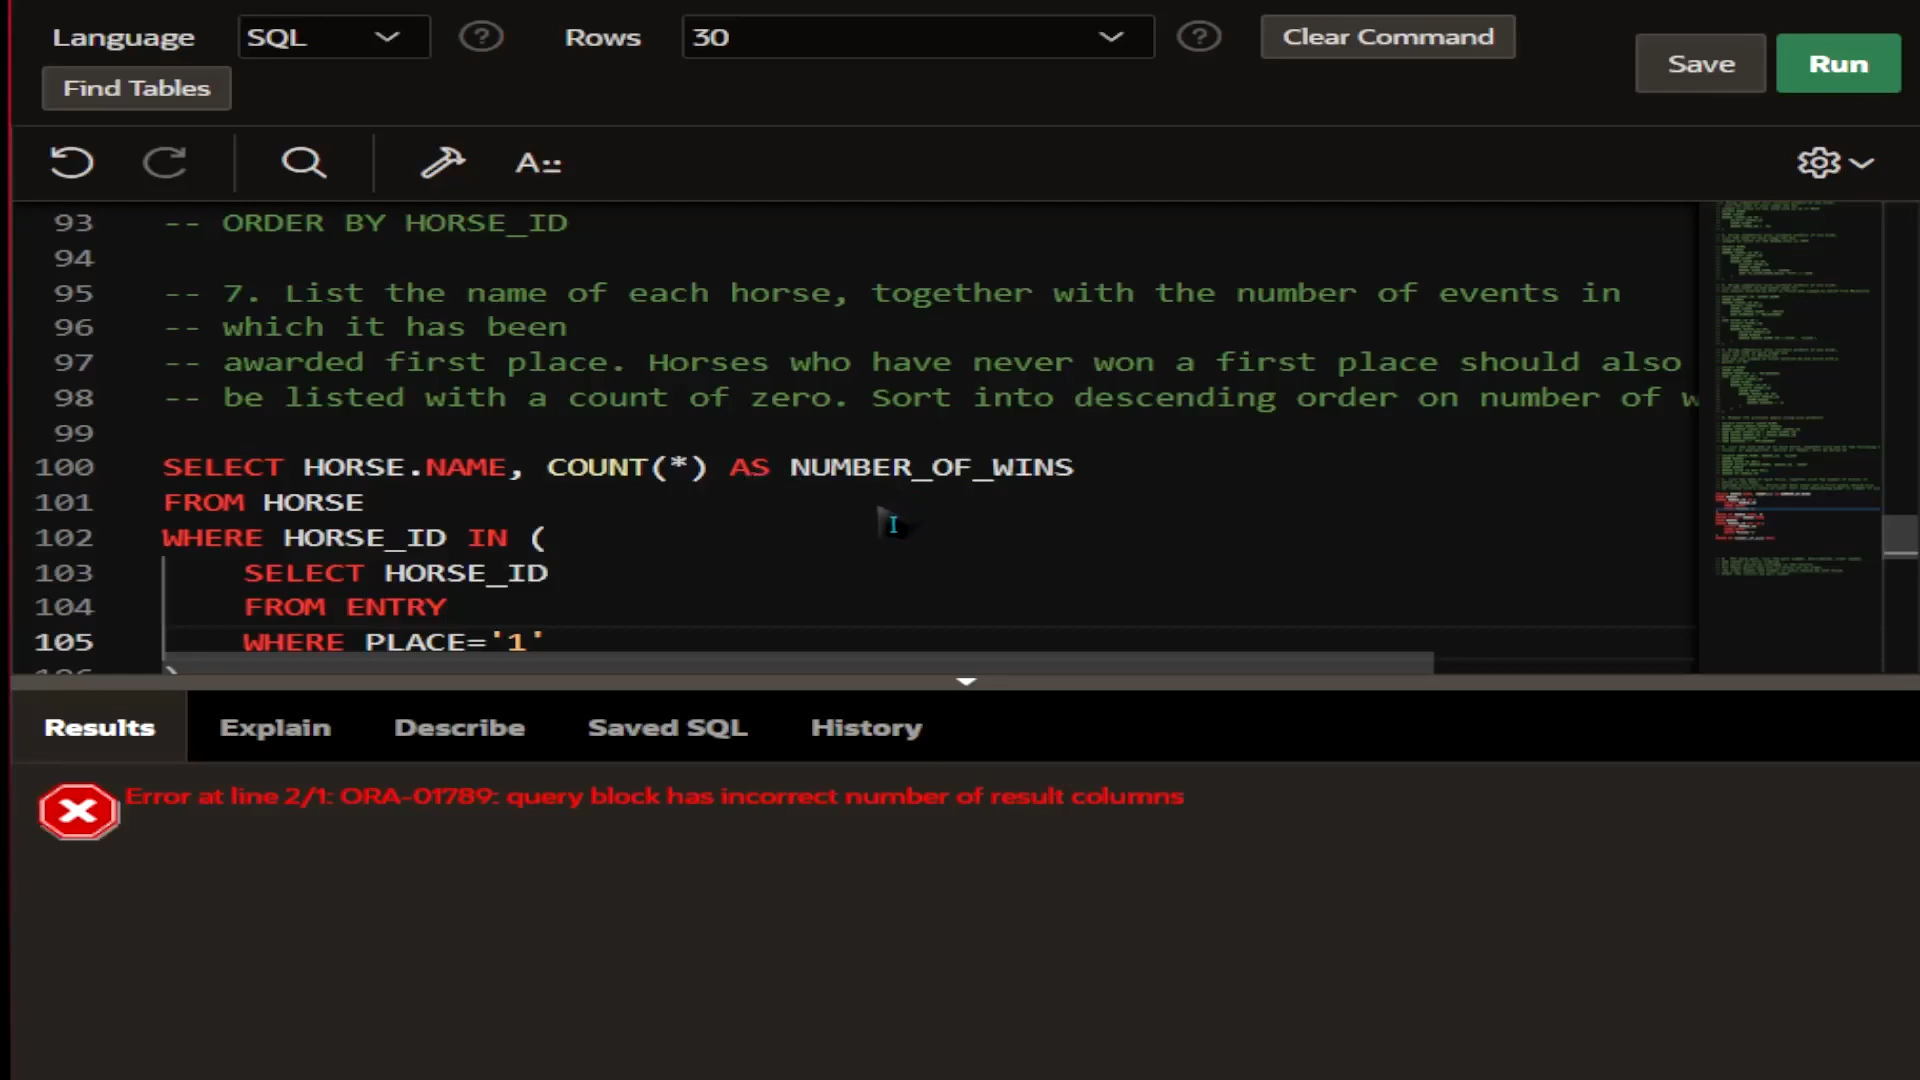 Language SQL Rows 30 Clear Command
Save Run
Find Tables
A
93 -- ORDER BY HORSE_ID
94
95 -- 7. List the name of each horse, together with the number of events in
96 -- which it has been
97 -- awarded first place. Horses who have never won a first place should also
98 -- be listed with a count of zero. Sort into descending order on number of w
99
100 SELECT HORSE.NAME, COUNT(*) AS NUMBER_OF_WINS
101 FROM HORSE
102 WHERE HORSE_ID IN (
103 SELECT HORSE_ID
104 FROM ENTRY
105 WHERE PLACE='1'
Results Explain Describe Saved SQL History
Error at line 2/1: ORA-01789: query block has incorrect number of result columns